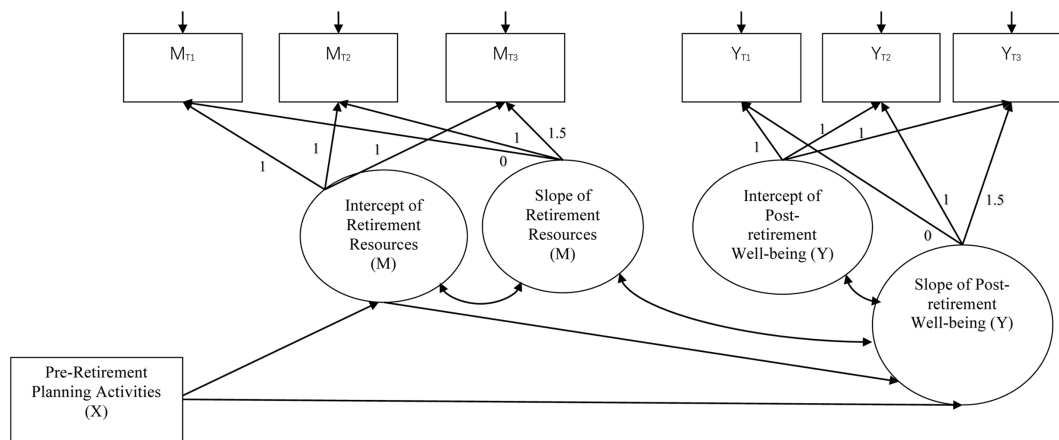 M_T1
M_T2
M_T3
Y_T1
Y_T2
Y_T3
1
1
1
0
1
1.5
1
1
1
0
1
1.5
Intercept of
Retirement
Resources
(M)
Slope of
Retirement
Resources
(M)
Intercept of
Post-
retirement
Well-being (Y)
Slope of Post-
retirement
Well-being (Y)
Pre-Retirement
Planning Activities
(X)